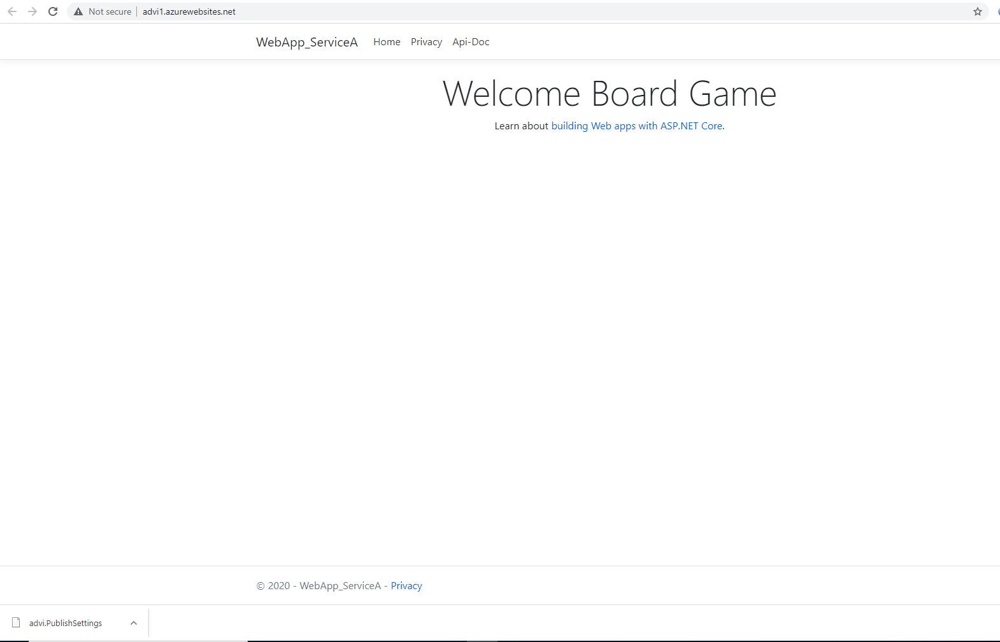 Not secure | advi1.azurewebsites.net
WebApp_ServiceA Home Privacy Api-Doc
Welcome Board Game
Learn about building Web apps with ASP.NET Core.
© 2020 - WebApp_ServiceA - Privacy
advi.PublishSettings